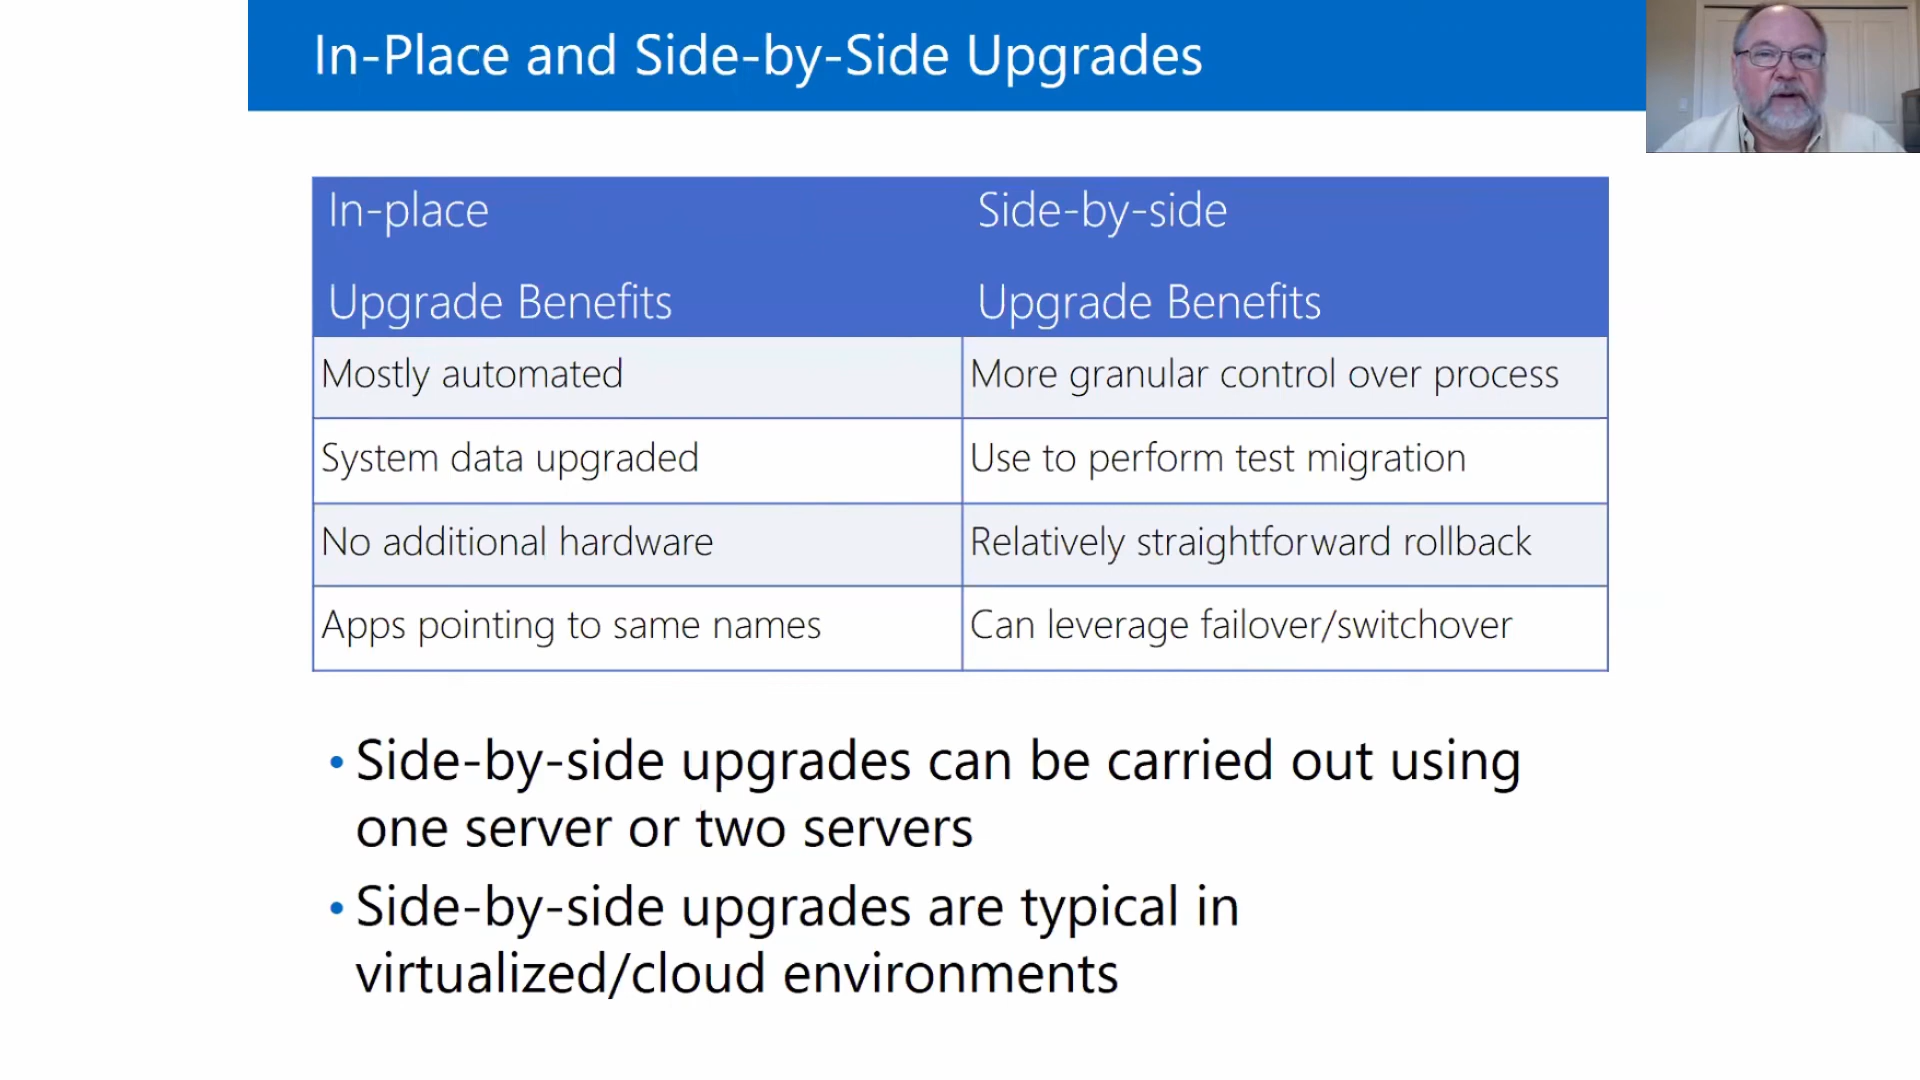 In-Place and Side-by-Side Upgrades
In-place
Upgrade Benefits
Side-by-side
Upgrade Benefits
Mostly automated
More granular control over process
System data upgraded
Use to perform test migration
No additional hardware
Relatively straightforward rollback
Apps pointing to same names
Can leverage failover/switchover
• Side-by-side upgrades can be carried out using
one server or two servers
• Side-by-side upgrades are typical in
virtualized/cloud environments